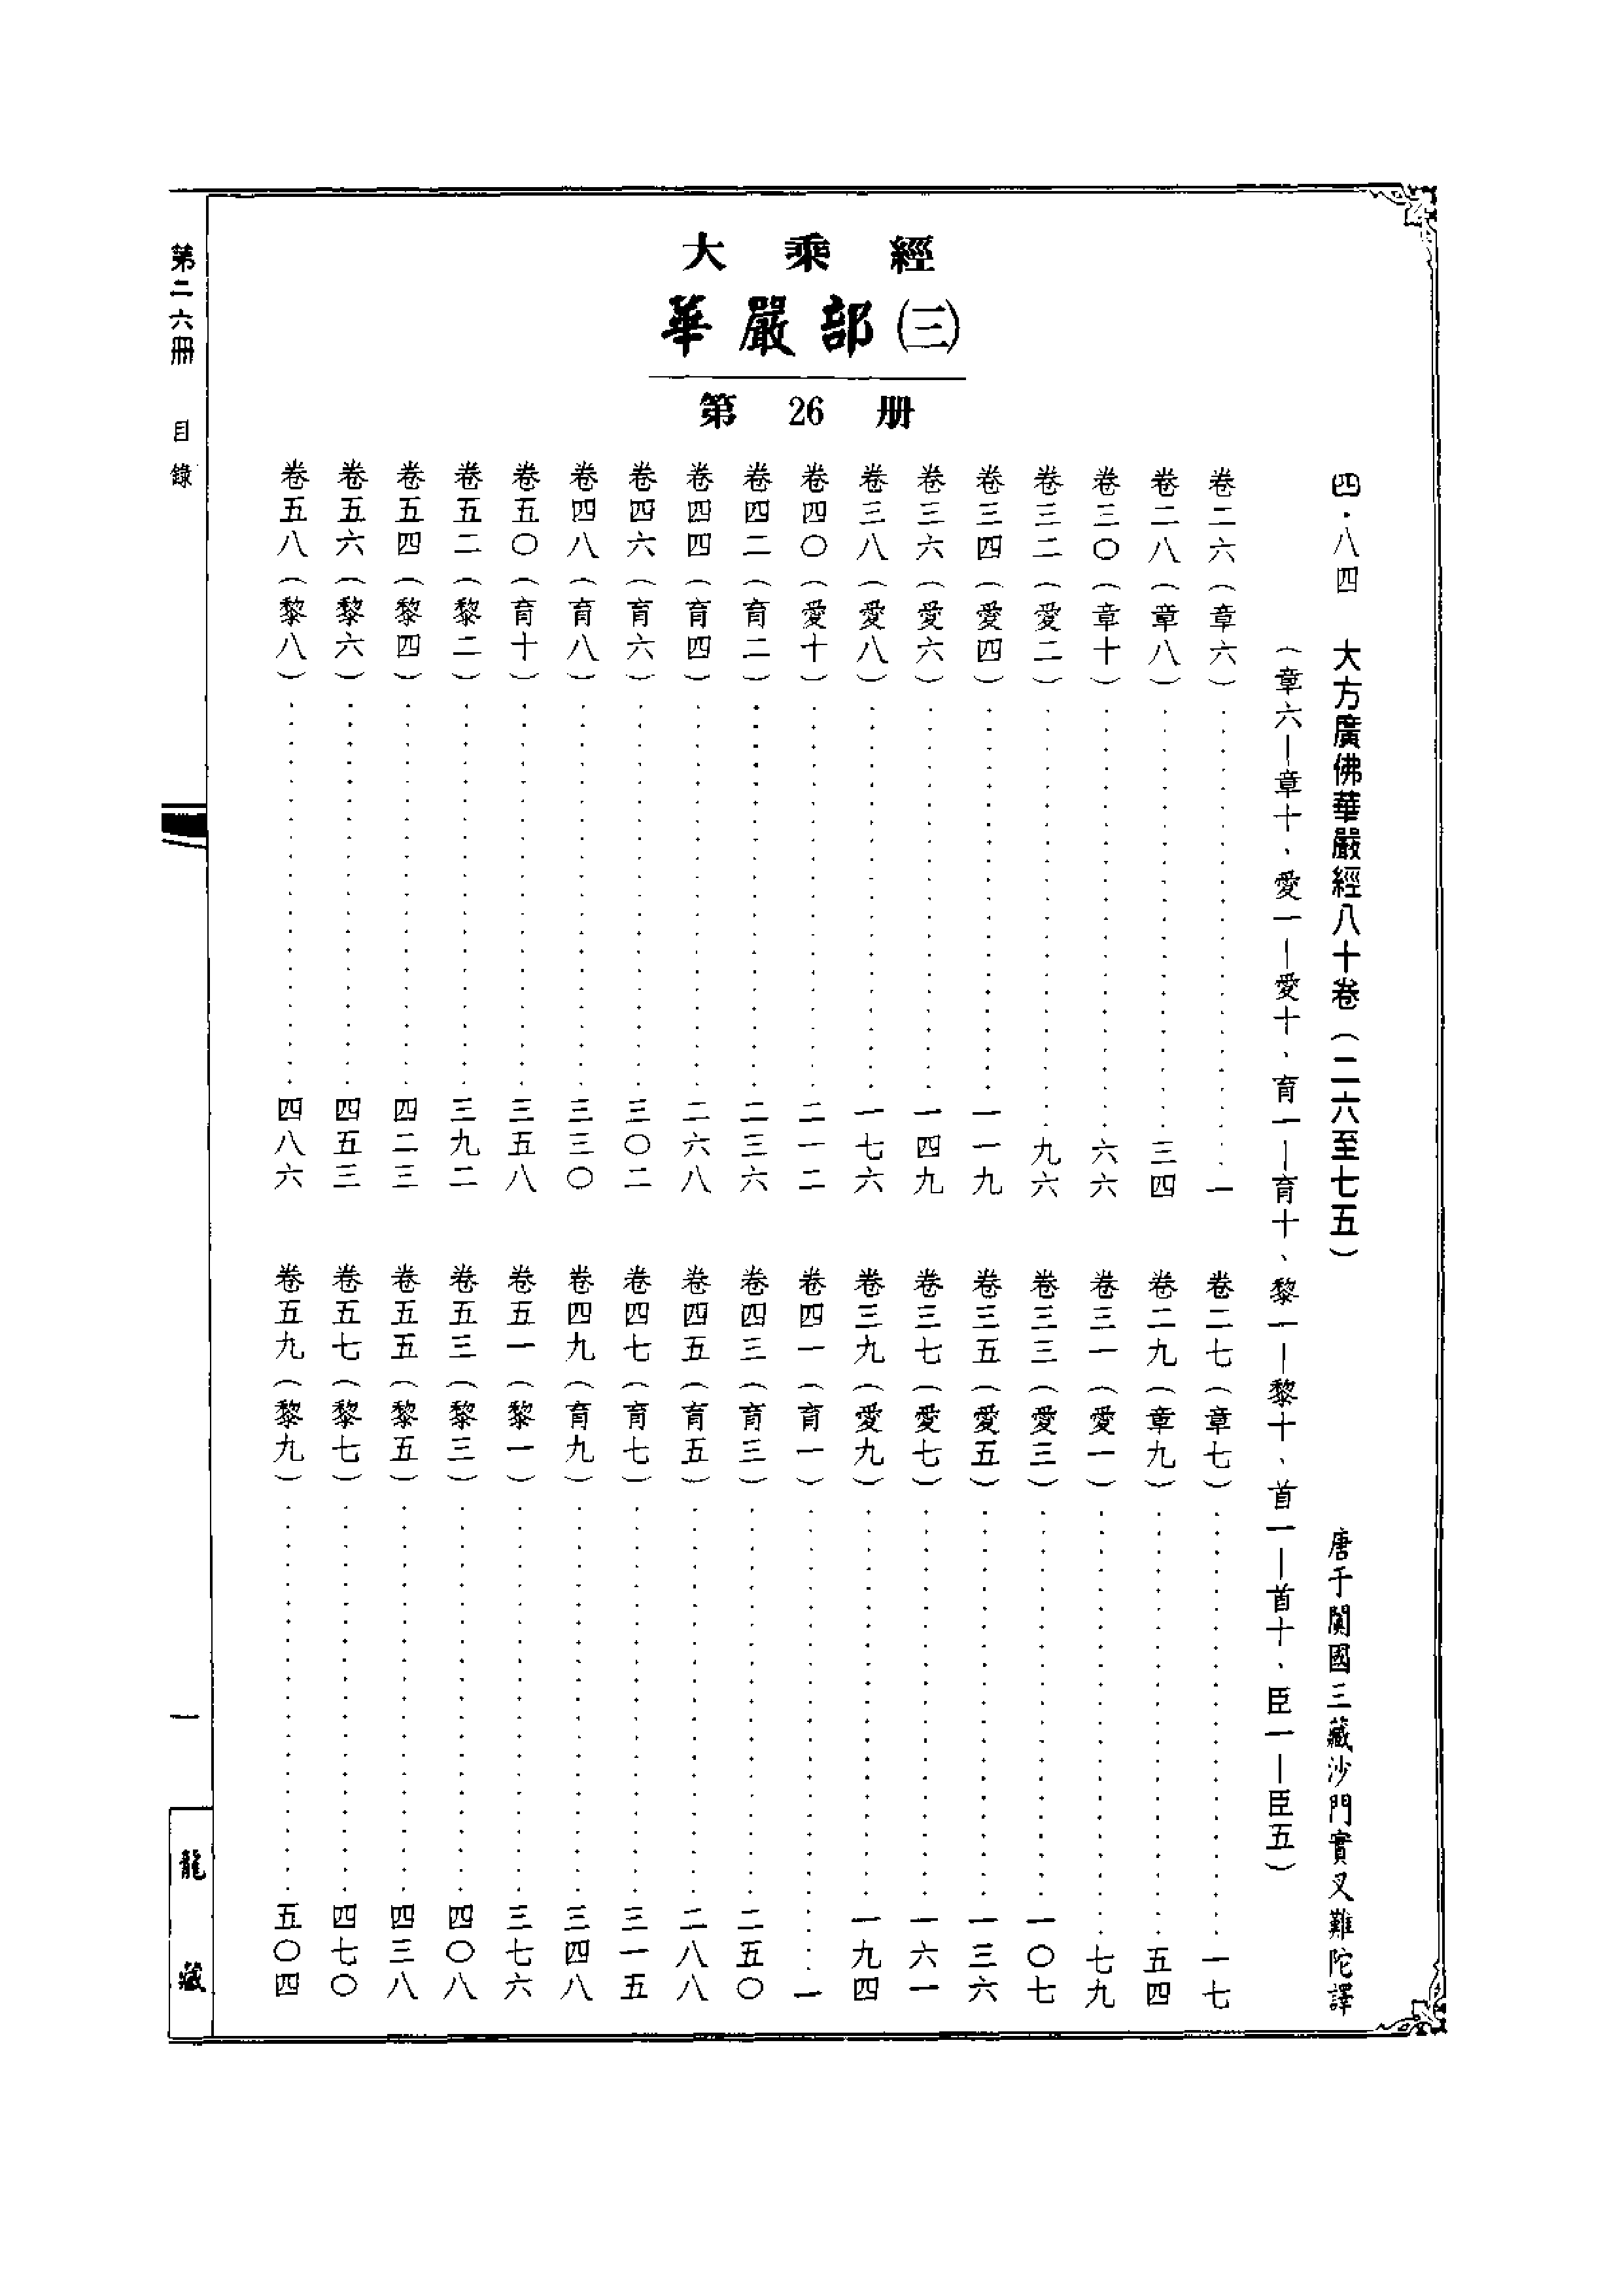 大乘經
華嚴部(三)
第26册
四·八四 大方廣佛華嚴經八十卷(二六至七五) 唐于闐國三藏沙門實叉難陀譯
(章六—章十、愛一—愛十、育一—育十、黎一—黎十、首一—首十、臣一—臣五)
卷二六(章六)……一 卷二七(章七)……一七
卷二八(章八)……三四 卷二九(章九)……五四
卷三〇(章十)……六六 卷三一(愛一)……七九
卷三二(愛二)……九六 卷三三(愛三)……一〇七
卷三四(愛四)……一一九 卷三五(愛五)……一三六
卷三六(愛六)……一四九 卷三七(愛七)……一六一
卷三八(愛八)……一七六 卷三九(愛九)……一九四
卷四〇(愛十)……二一二 卷四一(育一)……一
卷四二(育二)……二三六 卷四三(育三)……二五〇
卷四四(育四)……二六八 卷四五(育五)……二八八
卷四六(育六)……三〇二 卷四七(育七)……三一五
卷四八(育八)……三三〇 卷四九(育九)……三四八
卷五〇(育十)……三五八 卷五一(黎一)……三七六
卷五二(黎二)……三九二 卷五三(黎三)……四〇八
卷五四(黎四)……四二三 卷五五(黎五)……四三八
卷五六(黎六)……四五三 卷五七(黎七)……四七〇
卷五八(黎八)……四八六 卷五九(黎九)……五〇四
第二六冊 目錄 一 龍藏